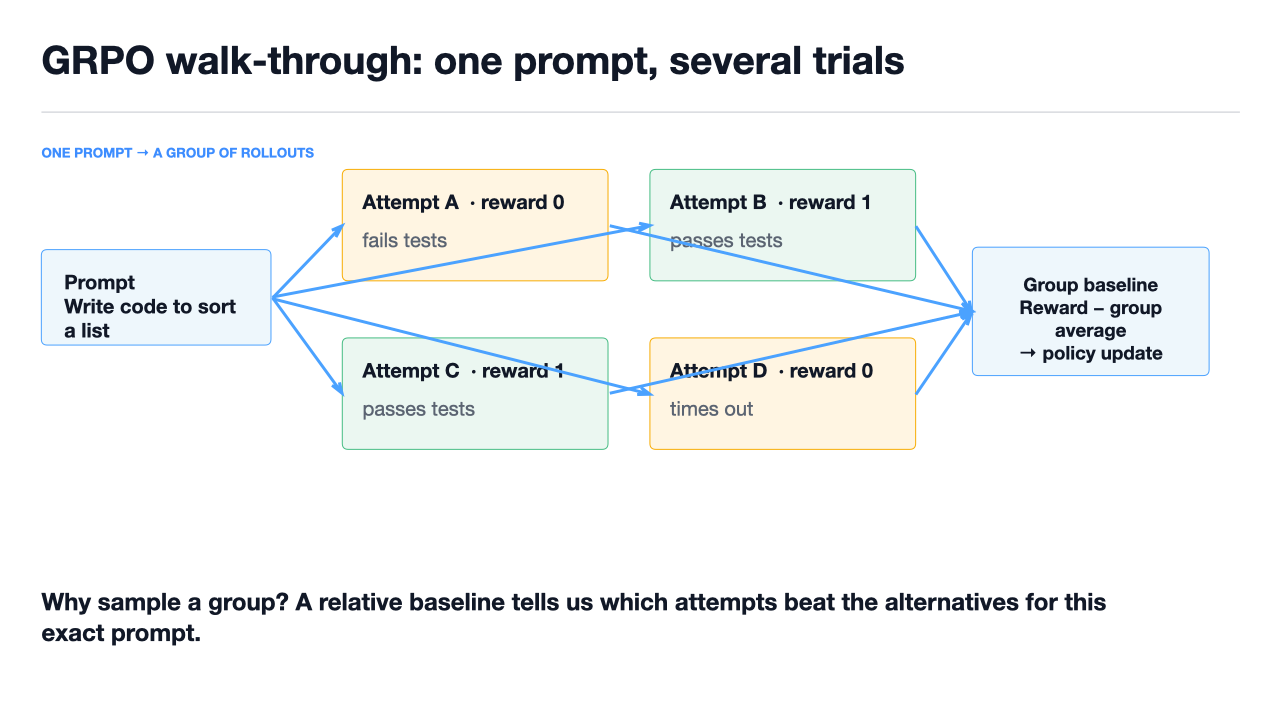 GRPO walk-through: one prompt, several trials
ONE PROMPT → A GROUP OF ROLLOUTS
Prompt
Write code to sort
a list
Attempt A · reward 0
fails tests
Attempt B · reward 1
passes tests
Attempt C · reward 1
passes tests
Attempt D · reward 0
times out
Group baseline
Reward – group
average
→ policy update
Why sample a group? A relative baseline tells us which attempts beat the alternatives for this
exact prompt.